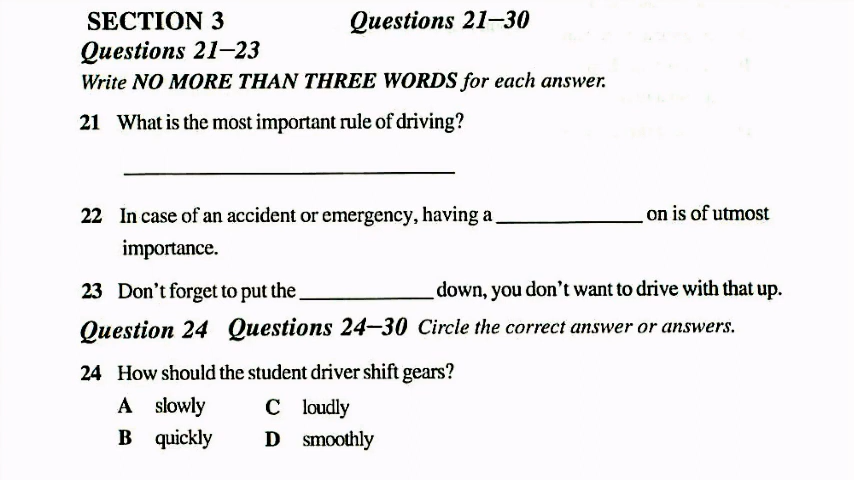 SECTION 3 Questions 21–30
Questions 21–23
Write NO MORE THAN THREE WORDS for each answer.
21 What is the most important rule of driving?
22 In case of an accident or emergency, having a ______________ on is of utmost
importance.
23 Don't forget to put the _____________ down, you don't want to drive with that up.
Question 24 Questions 24–30 Circle the correct answer or answers.
24 How should the student driver shift gears?
A slowly C loudly
B quickly D smoothly